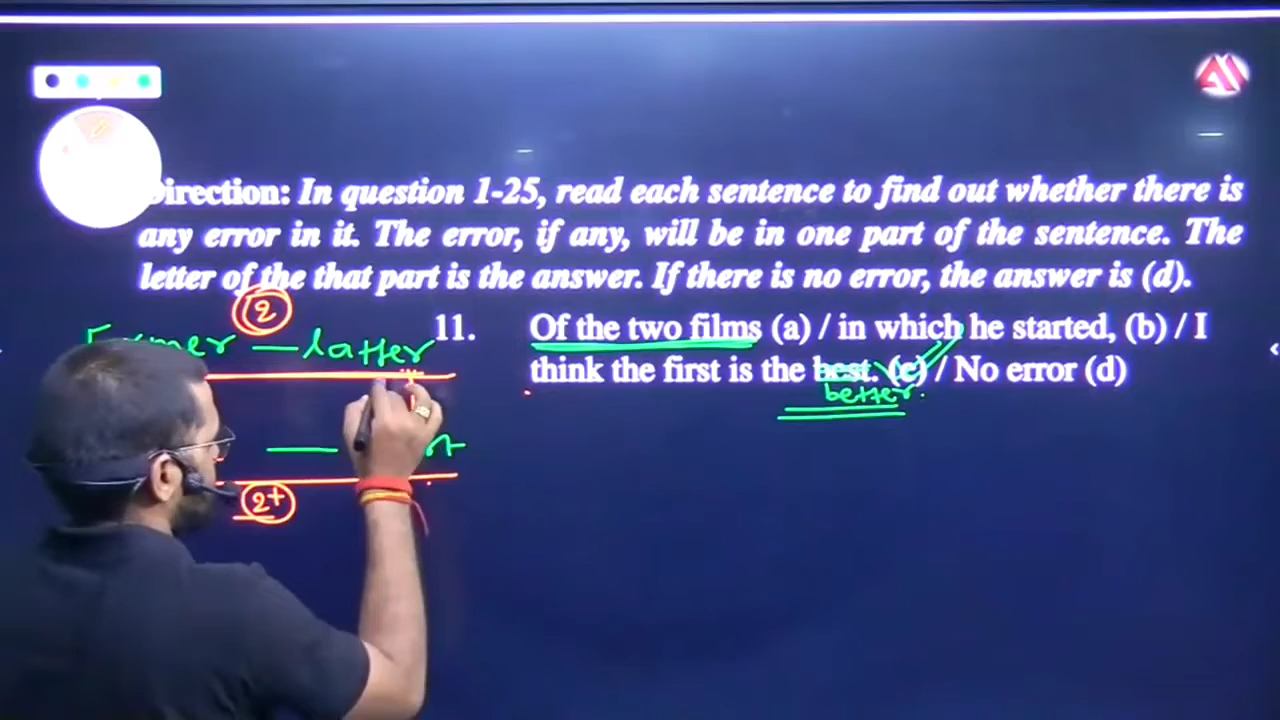 Direction: In question 1-25, read each sentence to find out whether there is
any error in it. The error, if any, will be in one part of the sentence. The
letter of the that part is the answer. If there is no error, the answer is (d).
2
Former — latter
11. Of the two films (a) / in which he started, (b) / I
think the first is the best. (c) / No error (d)
better.
2+